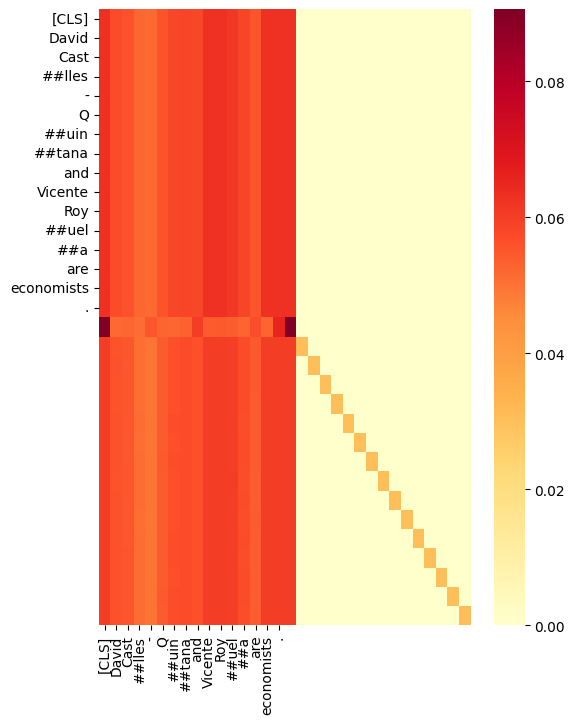 [CLS]
David
Cast
##lles
-
Q
##uin
##tana
and
Vicente
Roy
##uel
##a
are
economists
.
0.08
0.06
0.04
0.02
0.00
[CLS]
David
Cast
##lles
-
Q
##uin
##tana
and
Vicente
Roy
##uel
##a
are
economists
.